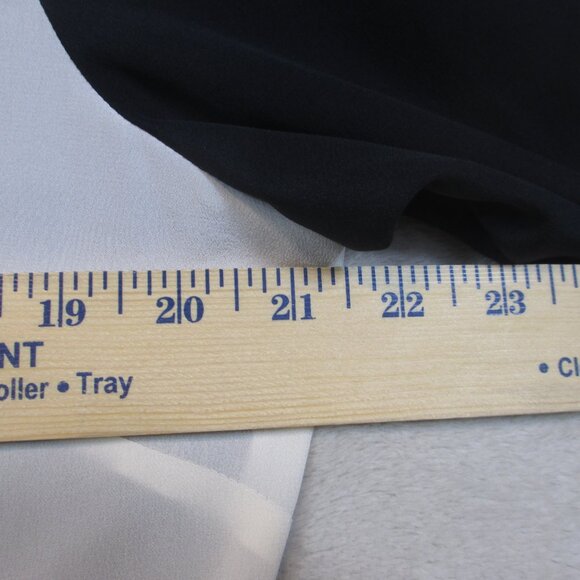 19 20 21 22 23
NT
oller • Tray • Cl